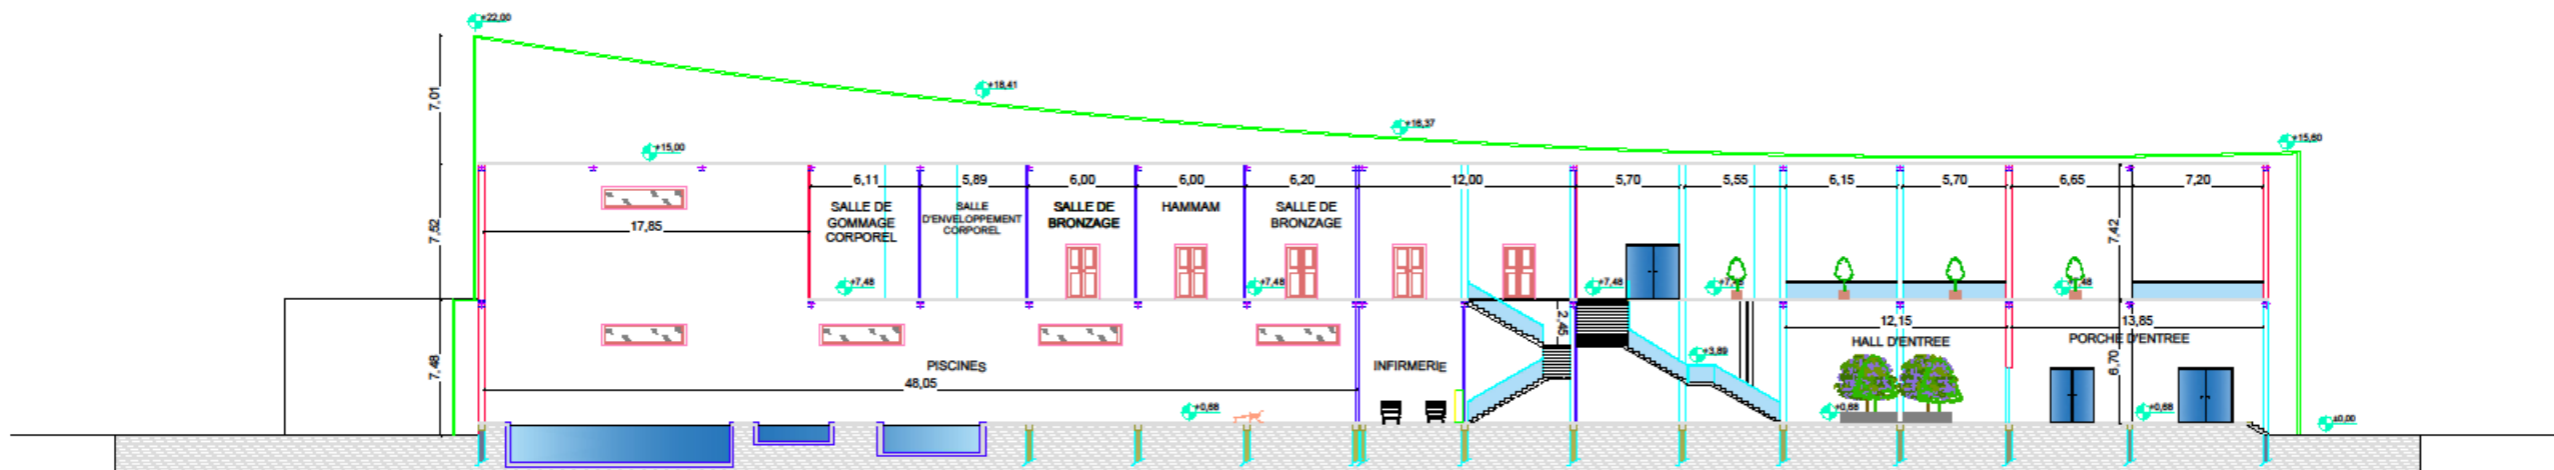 +22,00
+18,41
+16,37
+15,60
+15,00
7,01
7,52
7,48
6,11
5,89
6,00
6,00
6,20
12,00
5,70
5,55
6,15
5,70
6,65
7,20
SALLE DE
GOMMAGE
CORPOREL
SALLE
D'ENVELOPPEMENT
CORPOREL
SALLE DE
BRONZAGE
HAMMAM
SALLE DE
BRONZAGE
17,85
7,42
+7,48
+7,48
+7,48
+7,48
2,45
12,15
13,85
HALL D'ENTREE
PORCHE D'ENTREE
+3,89
PISCINES
INFIRMERIE
48,05
6,70
+0,68
+0,68
+0,68
±0,00